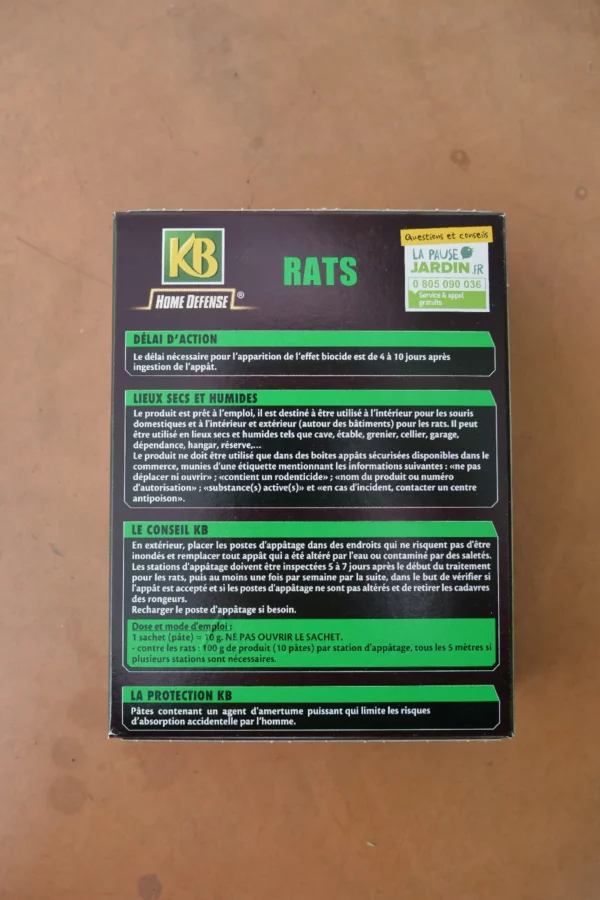 KB
HOME DEFENSE ®
RATS
Questions et conseils
LA PAUSE
JARDIN.FR
0 805 090 036
Service & appel
gratuits
DÉLAI D'ACTION
Le délai nécessaire pour l'apparition de l'effet biocide est de 4 à 10 jours après
ingestion de l'appât.
LIEUX SECS ET HUMIDES
Le produit est prêt à l'emploi, il est destiné à être utilisé à l'intérieur pour les souris
domestiques et à l'intérieur et extérieur (autour des bâtiments) pour les rats. Il peut
être utilisé en lieux secs et humides tels que cave, étable, grenier, cellier, garage,
dépendance, hangar, réserve,...
Le produit ne doit être utilisé que dans des boîtes appâts sécurisées disponibles dans le
commerce, munies d'une étiquette mentionnant les informations suivantes : «ne pas
déplacer ni ouvrir» ; «contient un rodenticide» ; «nom du produit ou numéro
d'autorisation» ; «substance(s) active(s)» et «en cas d'incident, contacter un centre
antipoison».
LE CONSEIL KB
En extérieur, placer les postes d'appâtage dans des endroits qui ne risquent pas d'être
inondés et remplacer tout appât qui a été altéré par l'eau ou contaminé par des saletés.
Les stations d'appâtage doivent être inspectées 5 à 7 jours après le début du traitement
pour les rats, puis au moins une fois par semaine par la suite, dans le but de vérifier si
l'appât est accepté et si les postes d'appâtage ne sont pas altérés et de retirer les cadavres
des rongeurs.
Recharger le poste d'appâtage si besoin.
Dose et mode d'emploi :
1 sachet (pâte) = 10 g. NE PAS OUVRIR LE SACHET.
- contre les rats : 100 g de produit (10 pâtes) par station d'appâtage, tous les 5 mètres si
plusieurs stations sont nécessaires.
LA PROTECTION KB
Pâtes contenant un agent d'amertume puissant qui limite les risques
d'absorption accidentelle par l'homme.